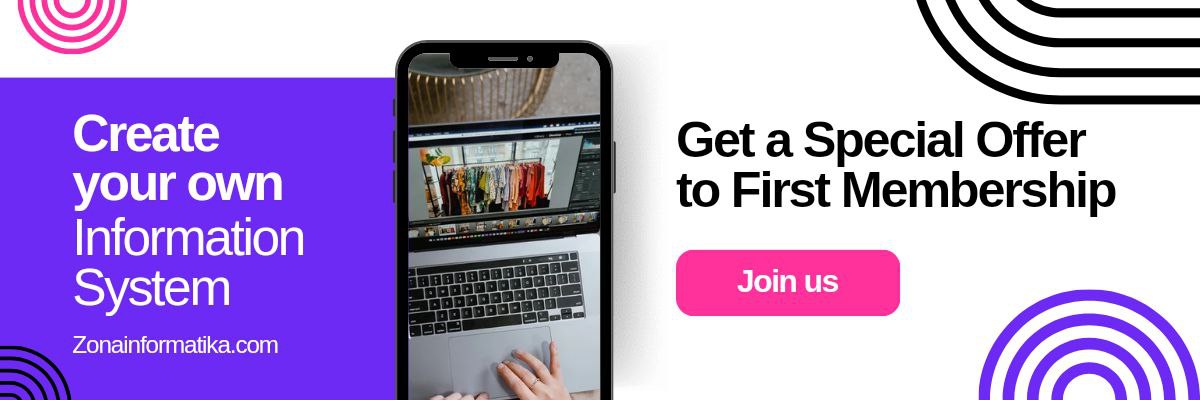 Create
your own
Information
System
Zonainformatika.com
Get a Special Offer
to First Membership
Join us